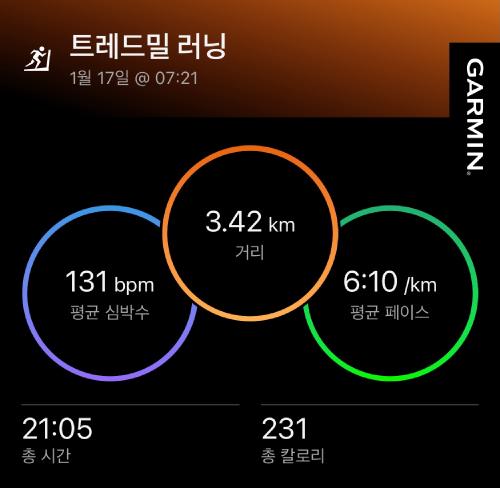 트레드밀 러닝
1월 17일 @ 07:21
GARMIN
3.42 km
거리
131 bpm
평균 심박수
6:10 /km
평균 페이스
21:05
총 시간
231
총 칼로리